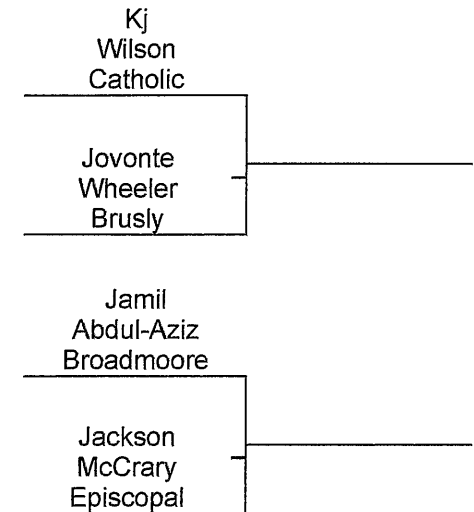 Kj
Wilson
Catholic
Jovonte
Wheeler
Brusly
Jamil
Abdul-Aziz
Broadmoore
Jackson
McCrary
Episcopal